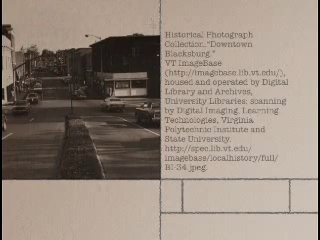 Historical Photograph
Collection. "Downtown
Blacksburg."
VT ImageBase
(http://imagebase.lib.vt.edu/),
housed and operated by Digital
Library and Archives,
University Libraries; scanning
by Digital Imaging, Learning
Technologies, Virginia
Polytechnic Institute and
State University.
http://spec.lib.vt.edu/
imagebase/localhistory/full/
B1-34.jpeg.